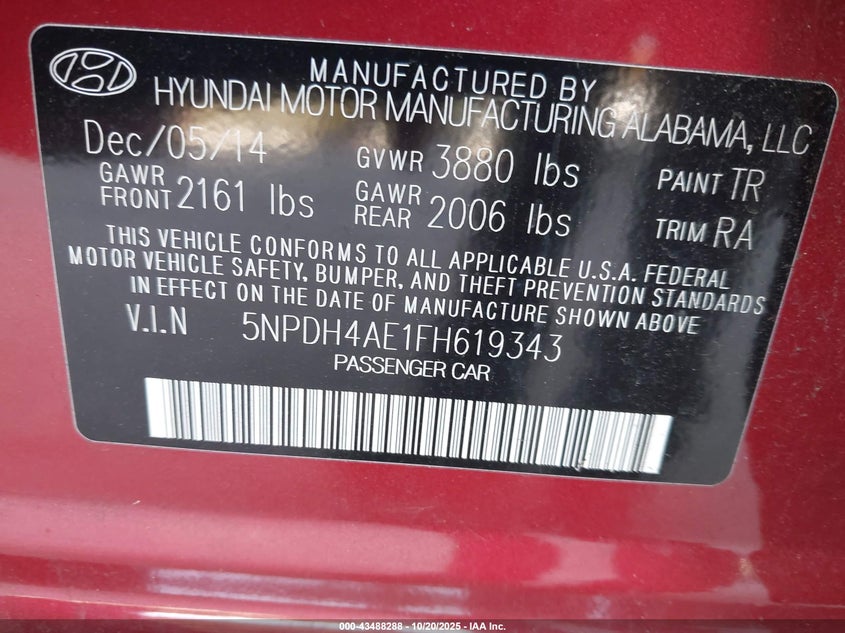 MANUFACTURED BY
HYUNDAI MOTOR MANUFACTURING ALABAMA, LLC
Dec/05/14 GVWR 3880 lbs PAINT TR
GAWR FRONT 2161 lbs GAWR REAR 2006 lbs TRIM RA
THIS VEHICLE CONFORMS TO ALL APPLICABLE U.S.A. FEDERAL
MOTOR VEHICLE SAFETY, BUMPER, AND THEFT PREVENTION STANDARDS
IN EFFECT ON THE DATE OF MANUFACTURE SHOWN ABOVE
V.I.N 5NPDH4AE1FH619343
PASSENGER CAR
000-43488288 - 10/20/2025 - IAA Inc.